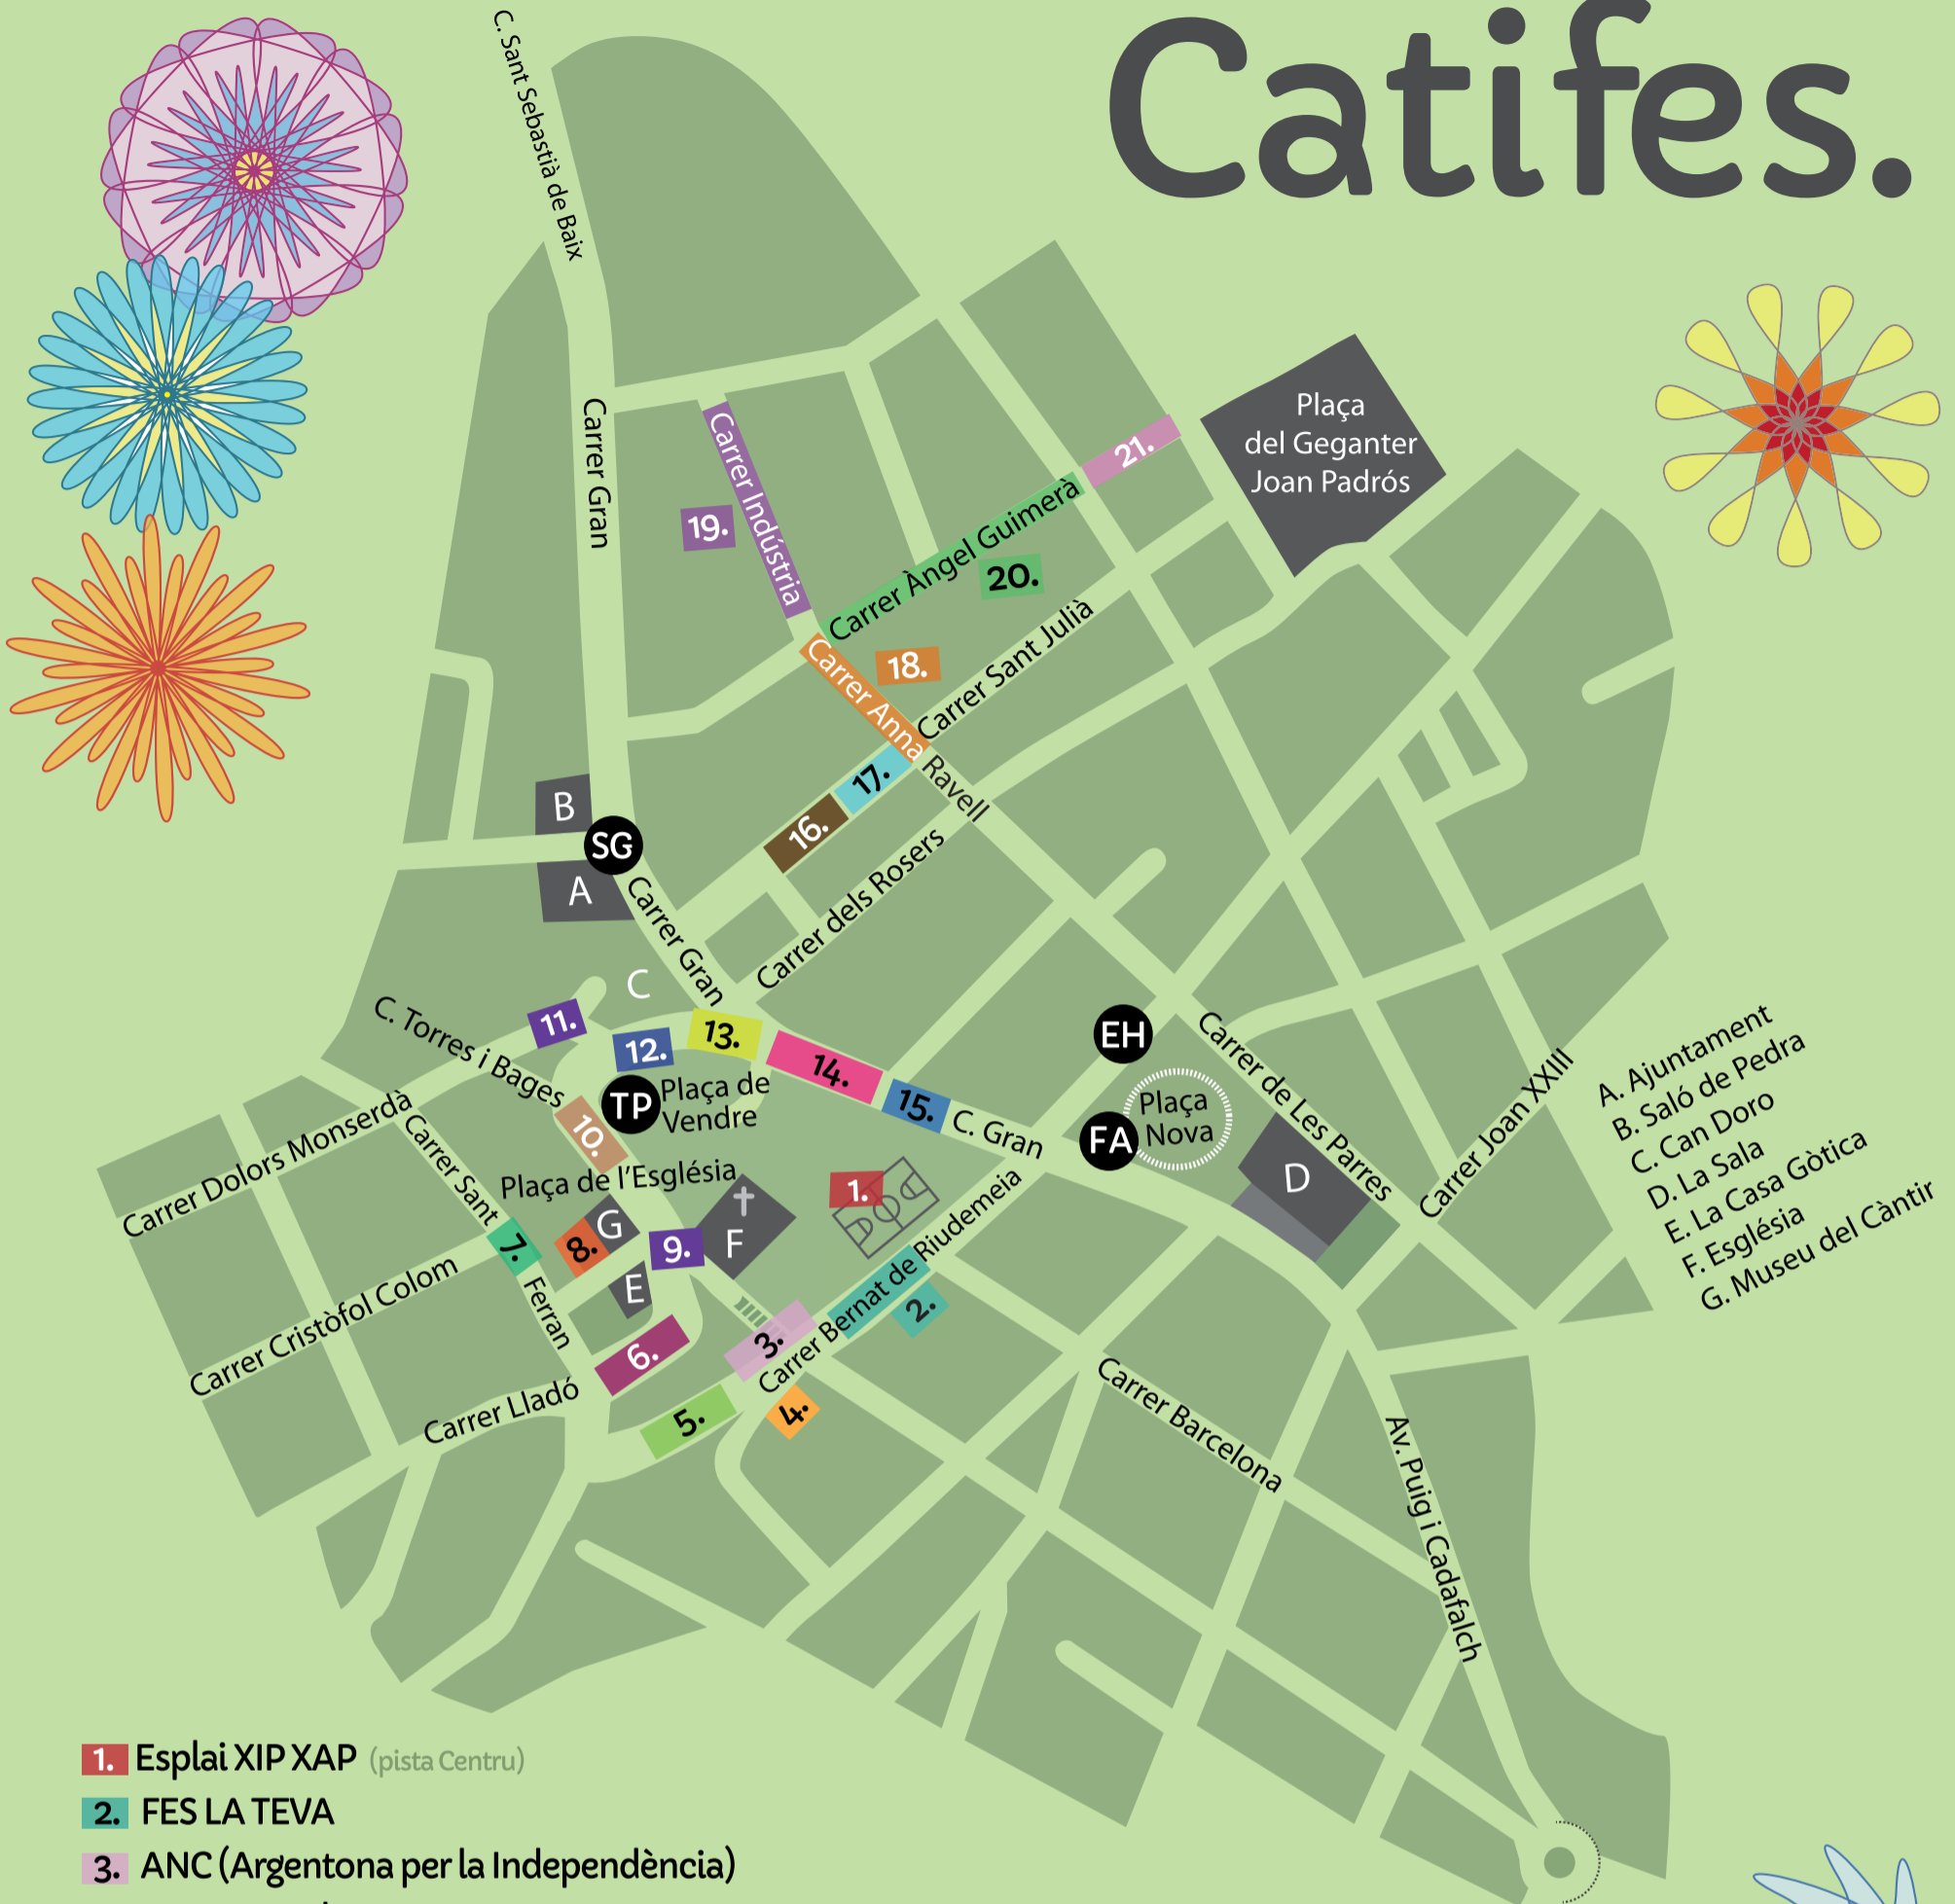 Catifes.
C. Sant Sebastià de Baix
Carrer Gran
Carrer Indústria
19.
21.
Plaça
del Geganter
Joan Padrós
Carrer Àngel Guimerà
20.
18.
Carrer Anna Ravell
Carrer Sant Julià
17.
16.
B
SG
A
Carrer Gran
Carrer dels Rosers
C
11.
12.
13.
14.
15.
C. Gran
C. Torres i Bages
TP
Plaça de
Vendre
10.
EH
FA
Plaça
Nova
Carrer de Les Parres
D
Carrer Joan XXIII
A. Ajuntament
B. Saló de Pedra
C. Can Doro
D. La Sala
E. La Casa Gòtica
F. Església
G. Museu del Càntir
Carrer Dolors Monserdà
Carrer Sant Ferran
Plaça de l'Església
1.
7.
8.
G
9.
F
E
Carrer Cristòfol Colom
6.
3.
Carrer Bernat de Riudemeia
2.
Carrer Lladó
5.
4.
Carrer Barcelona
Av. Puig i Cadafalch
1. Esplai XIP XAP (pista Centru)
2. FES LA TEVA
3. ANC (Argentona per la Independència)